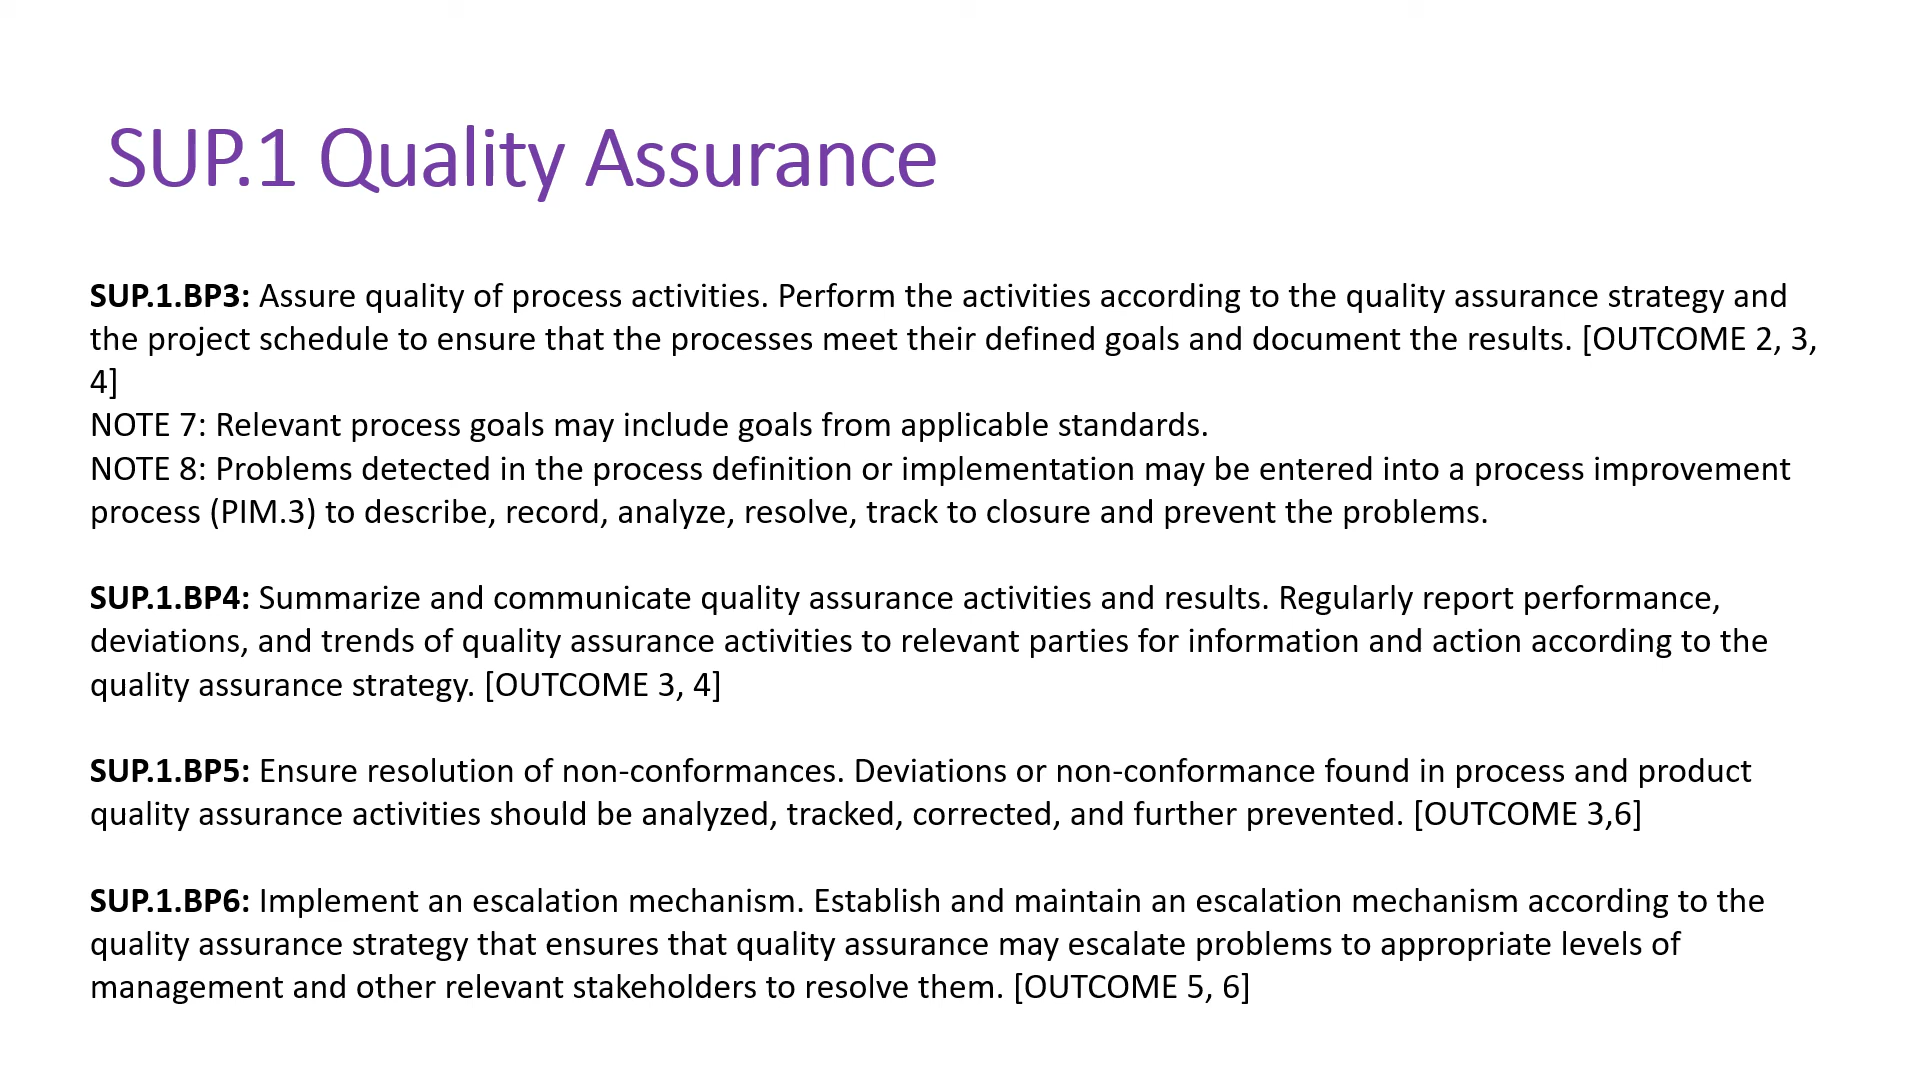 SUP.1 Quality Assurance
SUP.1.BP3: Assure quality of process activities. Perform the activities according to the quality assurance strategy and
the project schedule to ensure that the processes meet their defined goals and document the results. [OUTCOME 2, 3,
4]
NOTE 7: Relevant process goals may include goals from applicable standards.
NOTE 8: Problems detected in the process definition or implementation may be entered into a process improvement
process (PIM.3) to describe, record, analyze, resolve, track to closure and prevent the problems.
SUP.1.BP4: Summarize and communicate quality assurance activities and results. Regularly report performance,
deviations, and trends of quality assurance activities to relevant parties for information and action according to the
quality assurance strategy. [OUTCOME 3, 4]
SUP.1.BP5: Ensure resolution of non-conformances. Deviations or non-conformance found in process and product
quality assurance activities should be analyzed, tracked, corrected, and further prevented. [OUTCOME 3,6]
SUP.1.BP6: Implement an escalation mechanism. Establish and maintain an escalation mechanism according to the
quality assurance strategy that ensures that quality assurance may escalate problems to appropriate levels of
management and other relevant stakeholders to resolve them. [OUTCOME 5, 6]